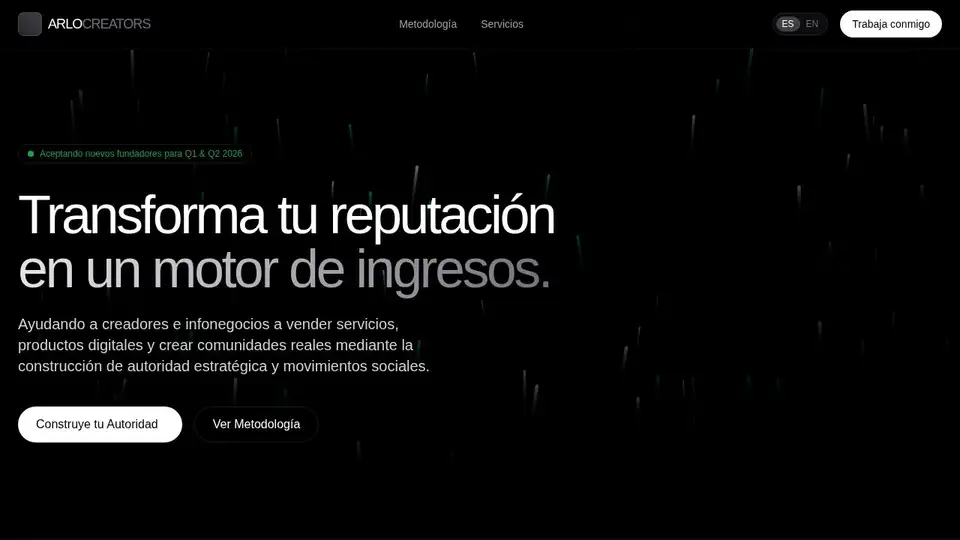 ARLOCREATORS
Metodología
Servicios
ES
EN
Trabaja conmigo
Aceptando nuevos fundadores para Q1 & Q2 2026
Transforma tu reputación
en un motor de ingresos.
Ayudando a creadores e infonegocios a vender servicios,
productos digitales y crear comunidades reales mediante la
construcción de autoridad estratégica y movimientos sociales.
Construye tu Autoridad
Ver Metodología